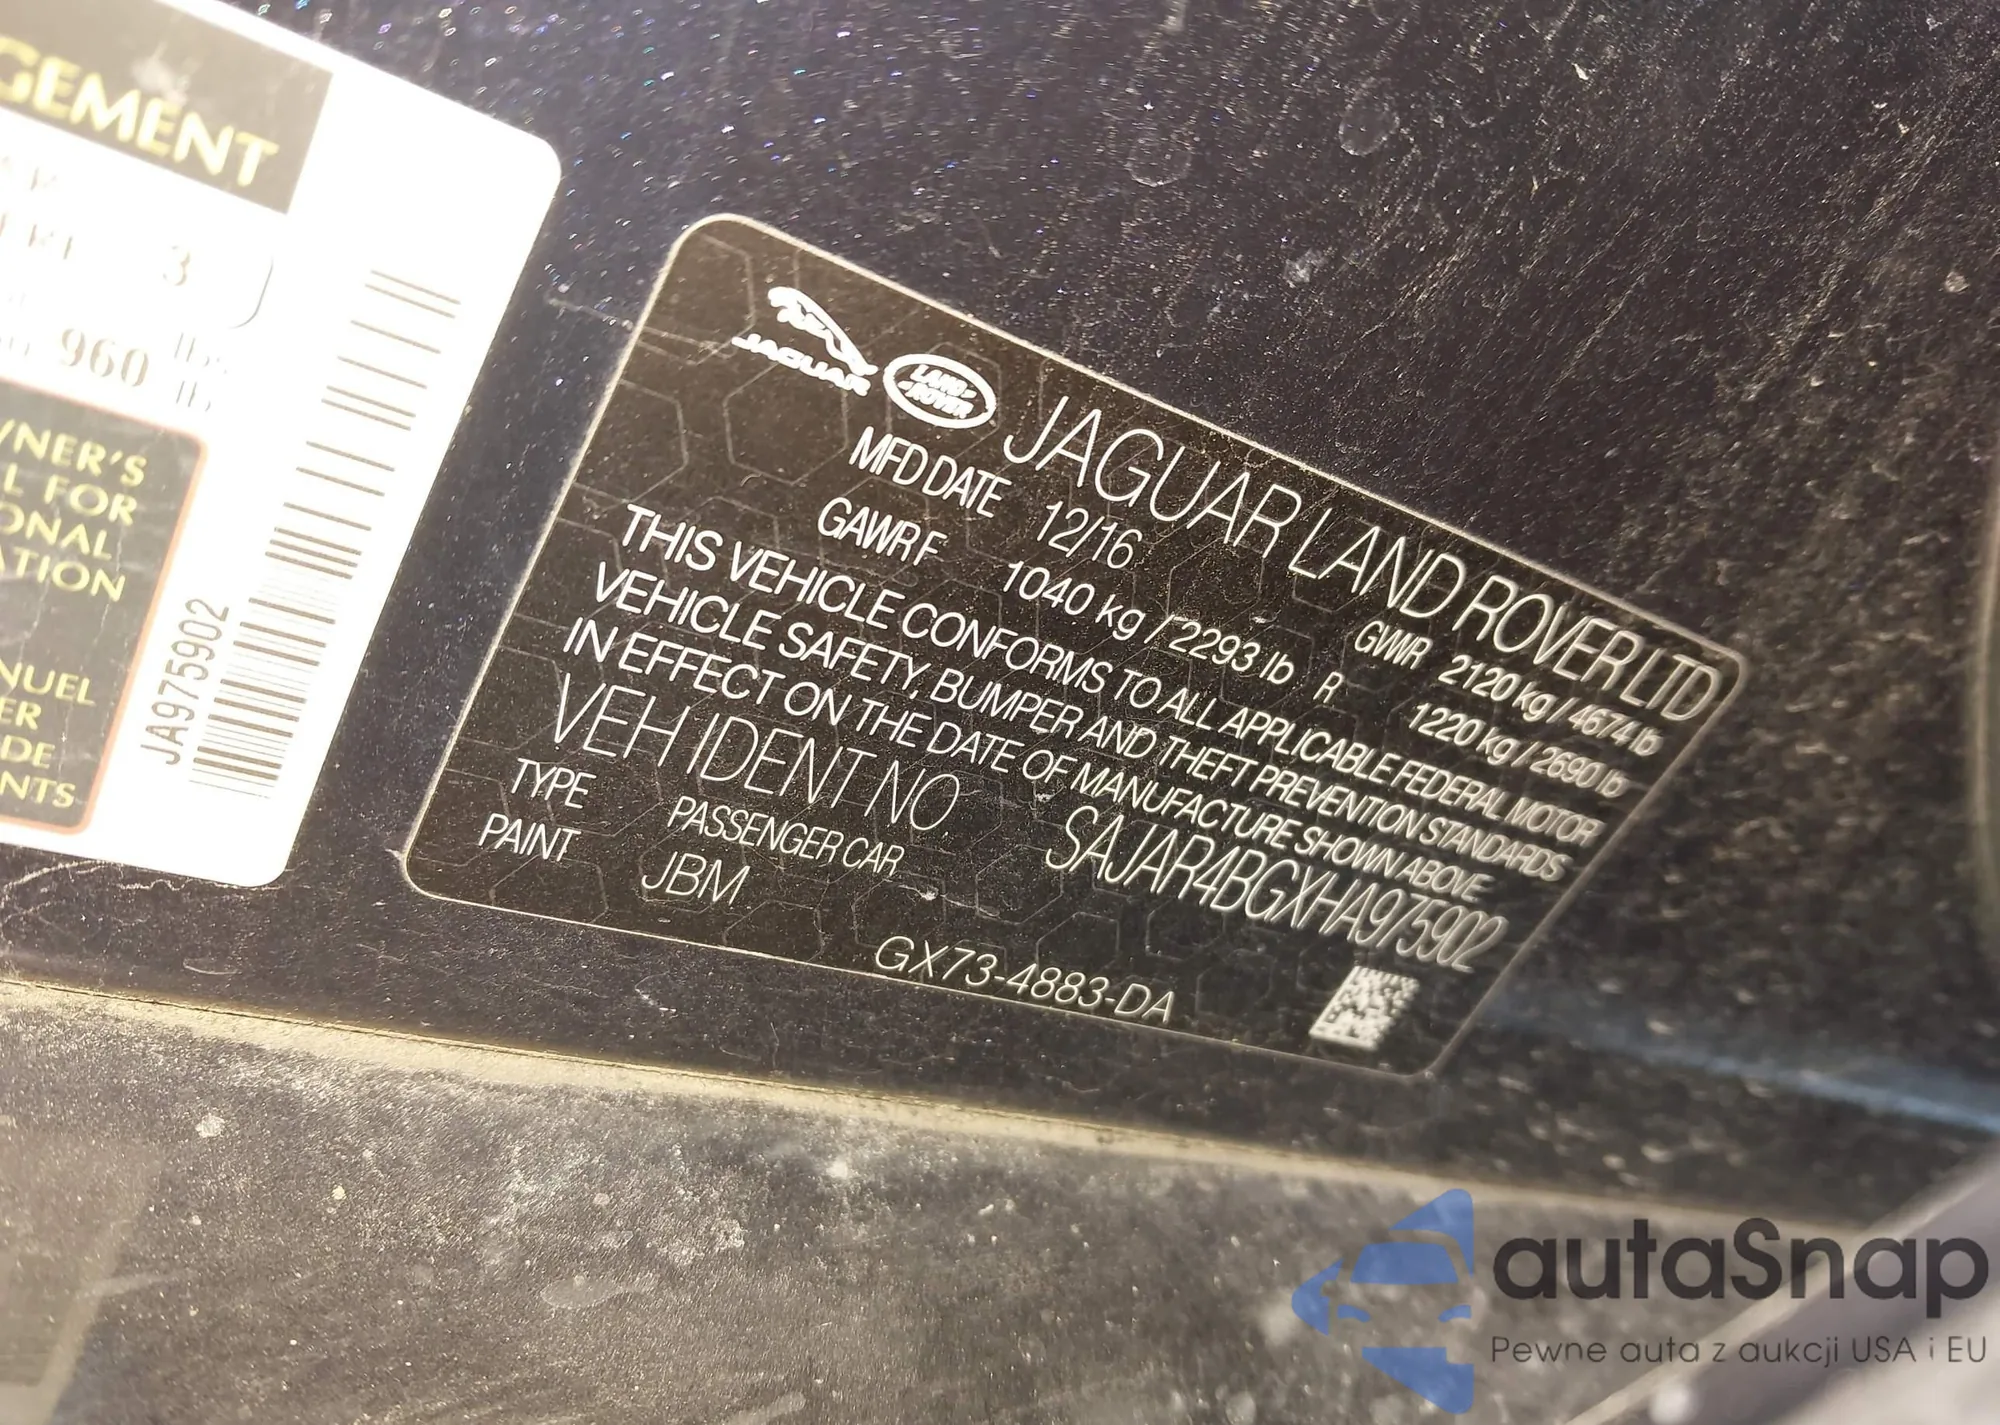 GEMENT
3
960 lb
NER'S
L FOR
ONAL
ATION
NUEL
ER
DE
NTS
JA975902
JAGUAR
LAND
ROVER
JAGUAR LAND ROVER LTD
MFD DATE 12/16 GVWR 2120 kg / 4674 lb
GAWR F 1040 kg / 2293 lb R 1220 kg / 2690 lb
THIS VEHICLE CONFORMS TO ALL APPLICABLE FEDERAL MOTOR
VEHICLE SAFETY, BUMPER AND THEFT PREVENTION STANDARDS
IN EFFECT ON THE DATE OF MANUFACTURE SHOWN ABOVE.
VEH IDENT NO. SAJAR4BGXHA975902
TYPE PASSENGER CAR
PAINT JBM
GX73-4883-DA
autaSnap
Pewne auta z aukcji USA i EU